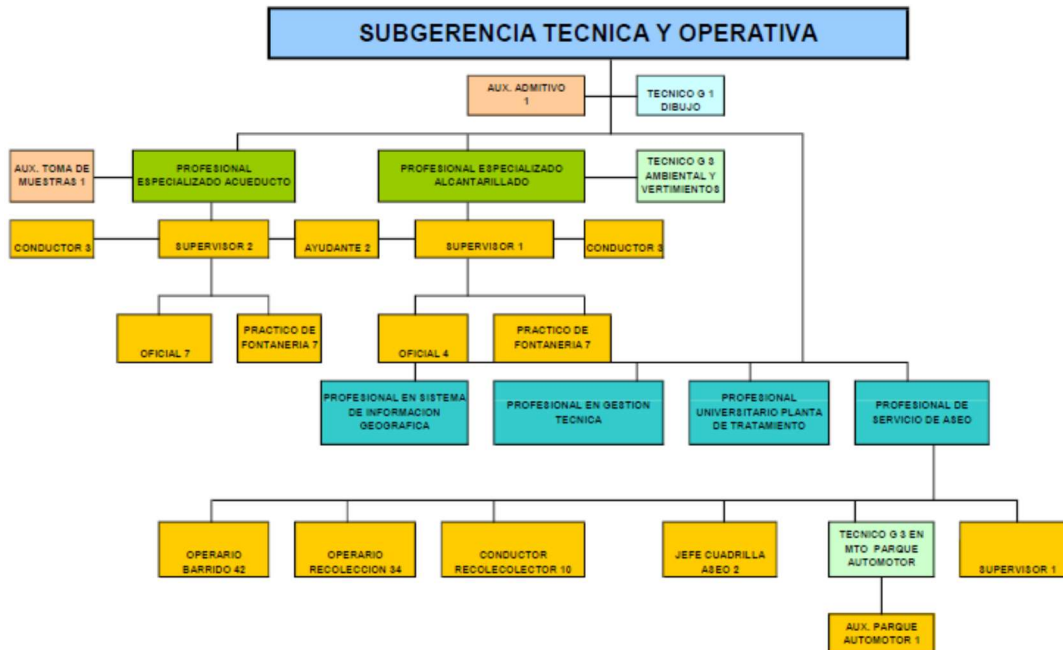 SUBGERENCIA TECNICA Y OPERATIVA
AUX. ADMITIVO
1
TECNICO G 1
DIBUJO
AUX. TOMA DE
MUESTRAS 1
PROFESIONAL
ESPECIALIZADO ACUEDUCTO
PROFESIONAL ESPECIALIZADO
ALCANTARILLADO
TECNICO G 3
AMBIENTAL Y
VERTIMIENTOS
CONDUCTOR 3
SUPERVISOR 2
AYUDANTE 2
SUPERVISOR 1
CONDUCTOR 3
OFICIAL 7
PRACTICO DE
FONTANERIA 7
OFICIAL 4
PRACTICO DE
FONTANERIA 7
PROFESIONAL EN SISTEMA
DE INFORMACION
GEOGRAFICA
PROFESIONAL EN GESTION
TECNICA
PROFESIONAL
UNIVERSITARIO PLANTA
DE TRATAMIENTO
PROFESIONAL DE
SERVICIO DE ASEO
OPERARIO
BARRIDO 42
OPERARIO
RECOLECCION 34
CONDUCTOR
RECOLECOLECTOR 10
JEFE CUADRILLA
ASEO 2
TECNICO G 3 EN
MTO PARQUE
AUTOMOTOR
SUPERVISOR 1
AUX. PARQUE
AUTOMOTOR 1